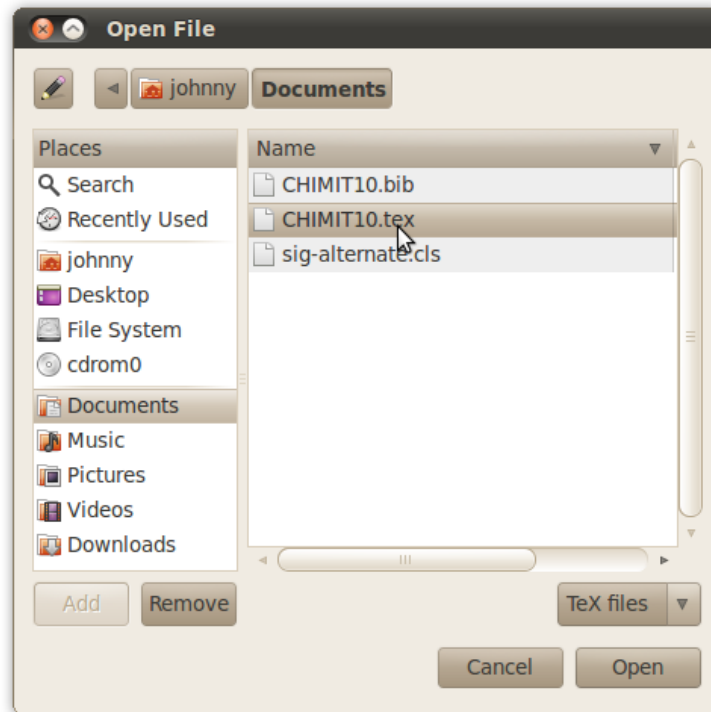 Open File
johnny Documents
Places
Search
Recently Used
johnny
Desktop
File System
cdrom0
Documents
Music
Pictures
Videos
Downloads
Name
CHIMIT10.bib
CHIMIT10.tex
sig-alternate.cls
Add Remove
TeX files
Cancel Open